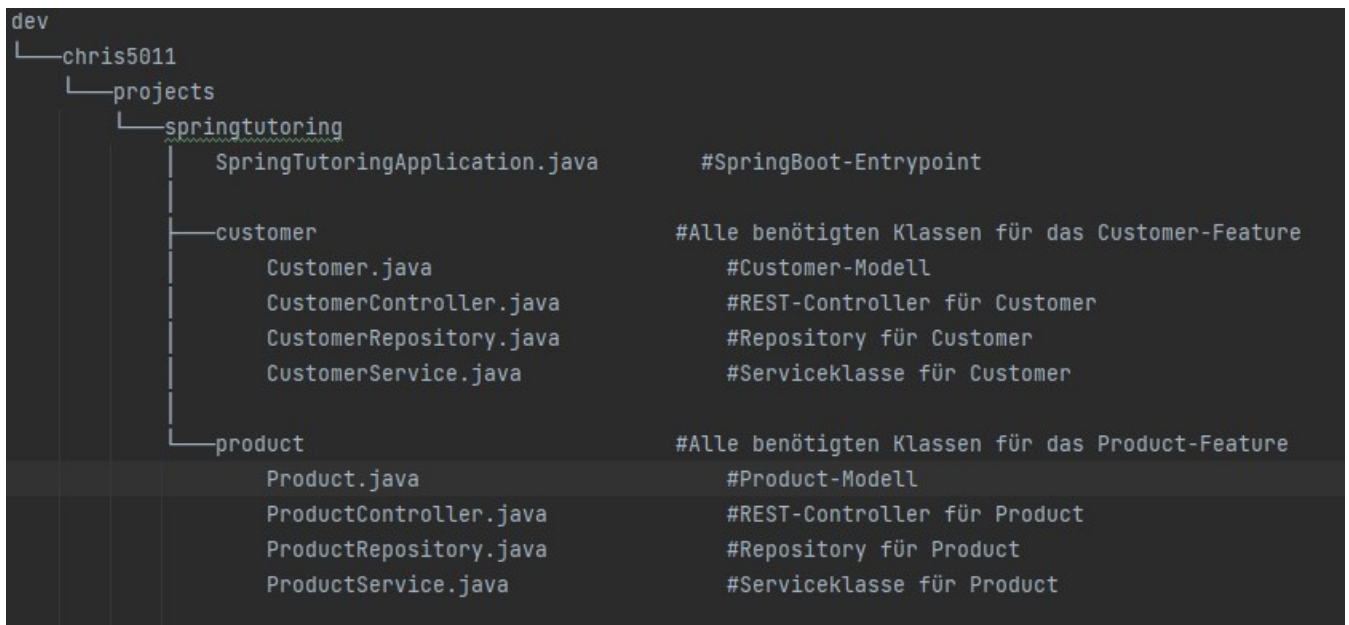 dev
└───chris5011
    └───projects
        └───springtutoring
            │   SpringTutoringApplication.java        #SpringBoot-Entrypoint
            │
            ├───customer                            #Alle benötigten Klassen für das Customer-Feature
            │       Customer.java                       #Customer-Modell
            │       CustomerController.java             #REST-Controller für Customer
            │       CustomerRepository.java             #Repository für Customer
            │       CustomerService.java                #Serviceklasse für Customer
            │
            └───product                             #Alle benötigten Klassen für das Product-Feature
                    Product.java                        #Product-Modell
                    ProductController.java              #REST-Controller für Product
                    ProductRepository.java              #Repository für Product
                    ProductService.java                 #Serviceklasse für Product